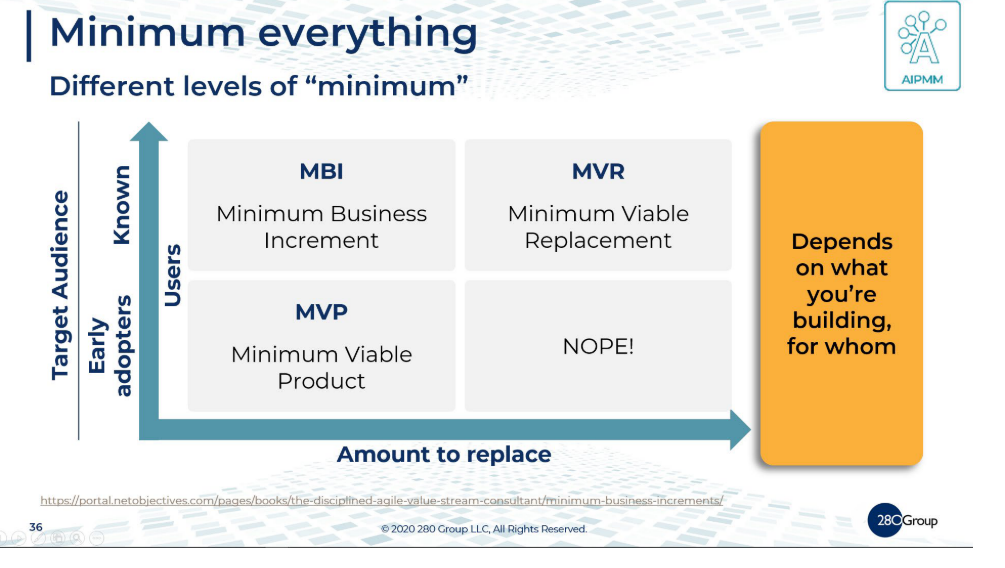 Minimum everything
Different levels of “minimum”
AIPMM
Target Audience
Known
Early
adopters
Users
MBI
Minimum Business
Increment
MVR
Minimum Viable
Replacement
MVP
Minimum Viable
Product
NOPE!
Amount to replace
Depends
on what
you’re
building,
for whom
https://portal.netobjectives.com/pages/books/the-disciplined-agile-value-stream-consultant/minimum-business-increments/
36
© 2020 280 Group LLC, All Rights Reserved.
280Group